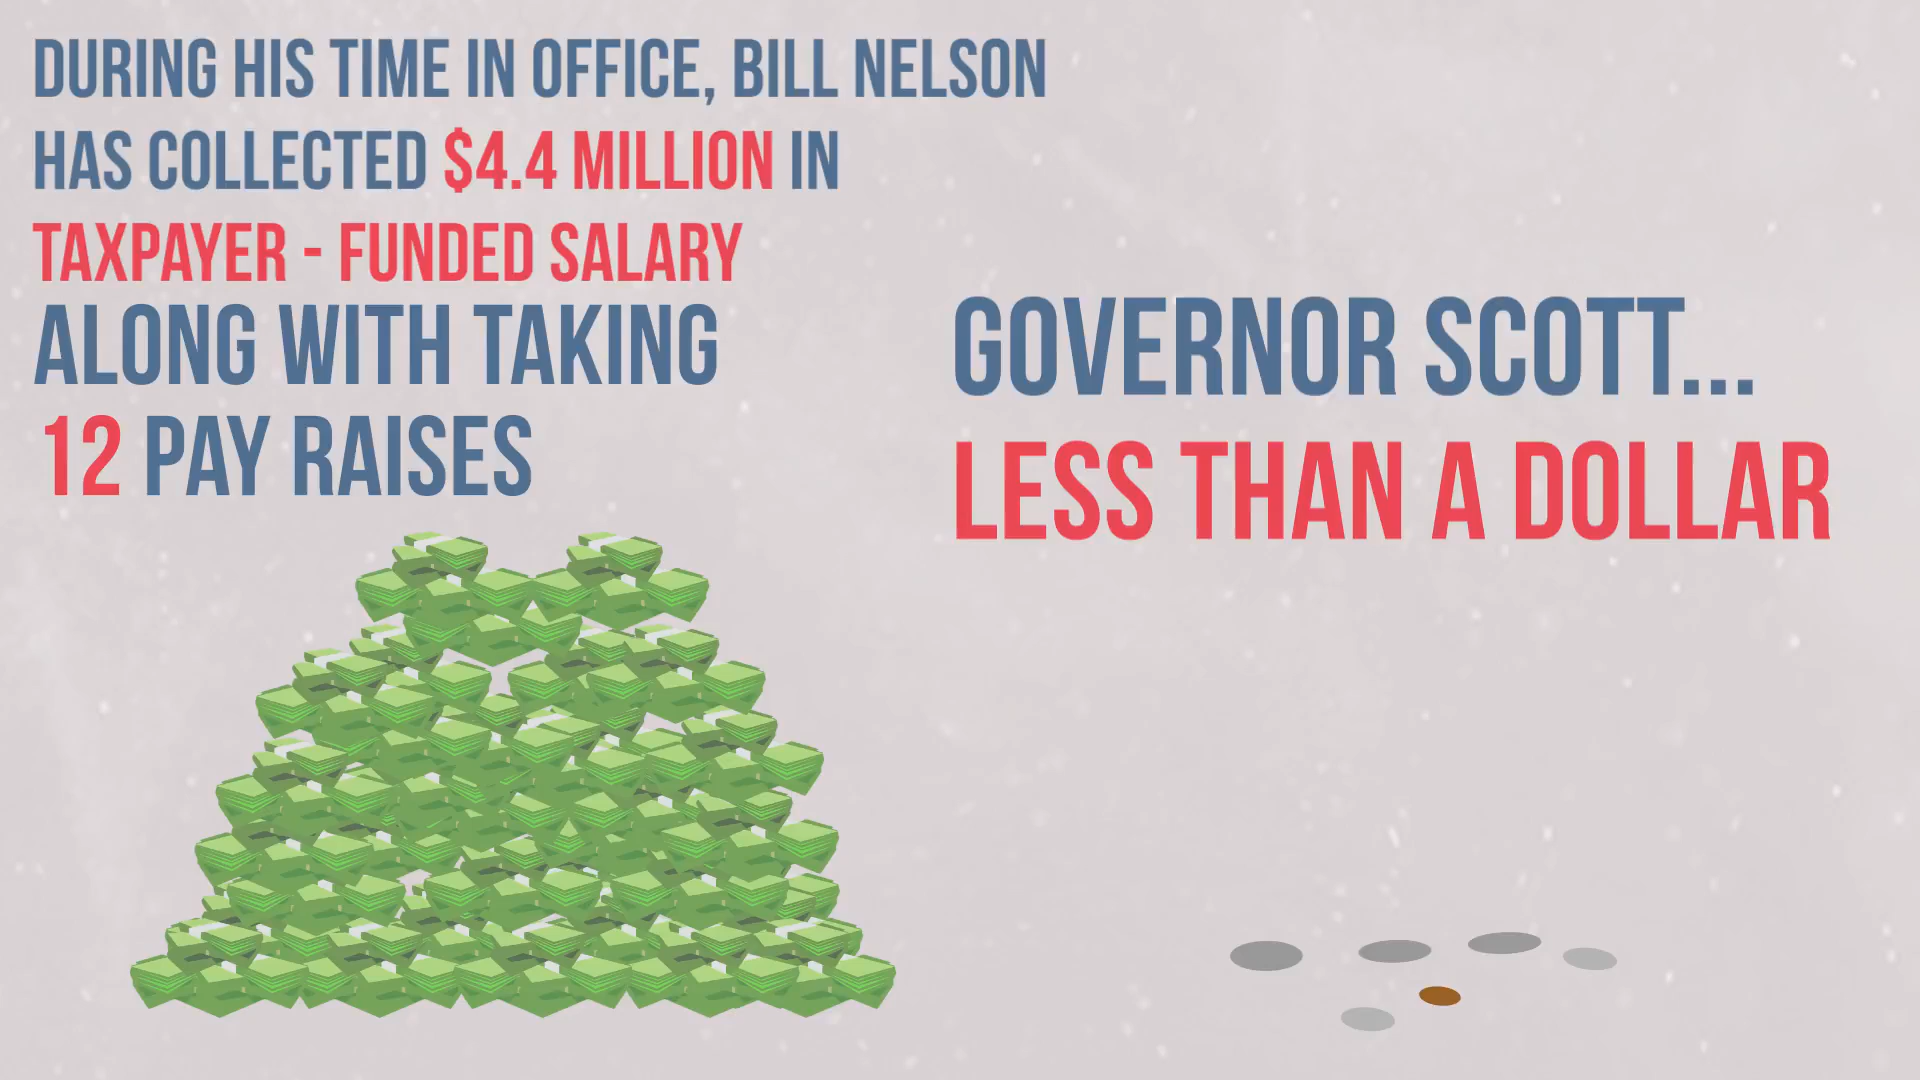 DURING HIS TIME IN OFFICE, BILL NELSON
HAS COLLECTED $4.4 MILLION IN
TAXPAYER - FUNDED SALARY
ALONG WITH TAKING
12 PAY RAISES
GOVERNOR SCOTT...
LESS THAN A DOLLAR